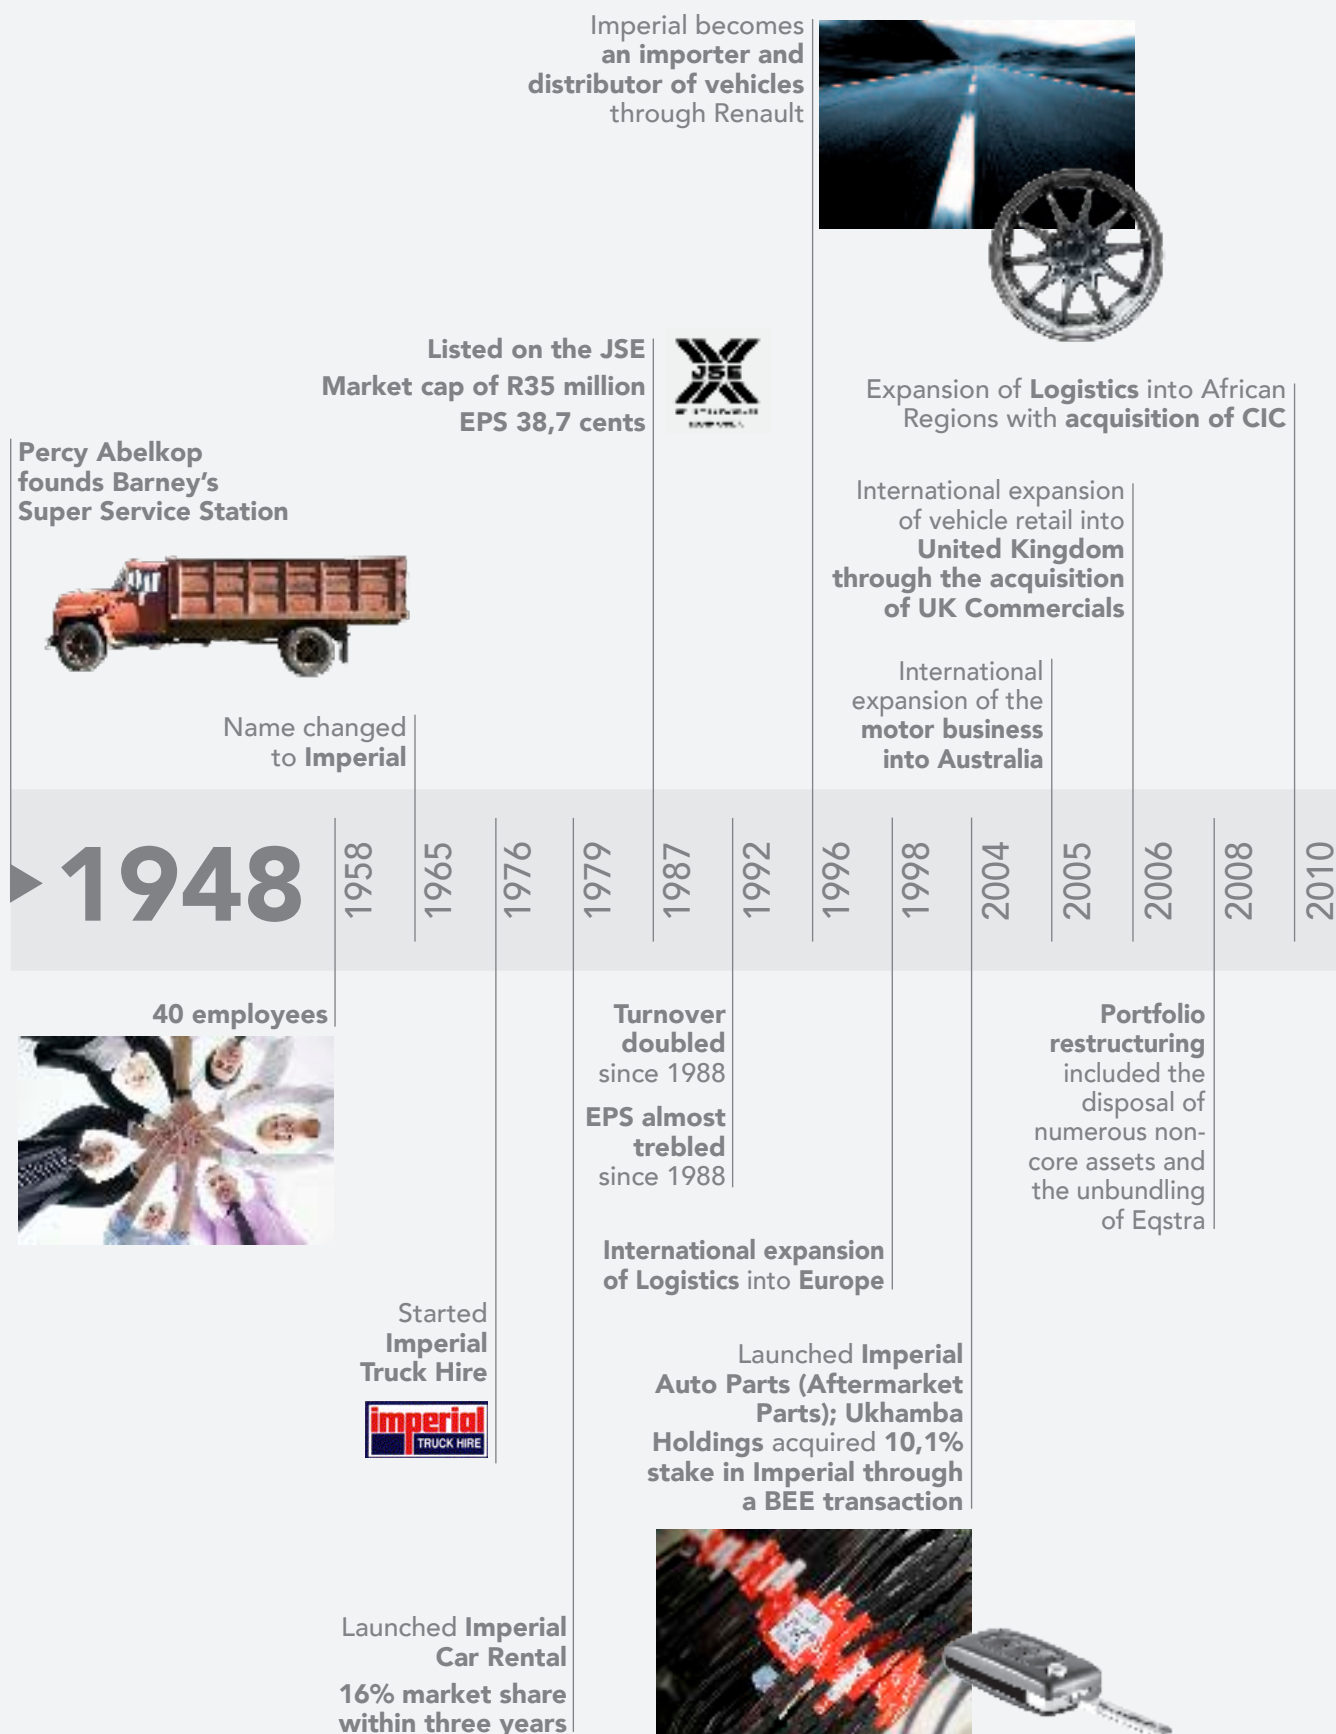 Imperial becomes
an importer and
distributor of vehicles
through Renault
Listed on the JSE
Market cap of R35 million
EPS 38,7 cents
JSE
Expansion of Logistics into African
Regions with acquisition of CIC
Percy Abelkop
founds Barney’s
Super Service Station
International expansion
of vehicle retail into
United Kingdom
through the acquisition
of UK Commercials
International
expansion of the
motor business
into Australia
Name changed
to Imperial
1948
1958
1965
1976
1979
1987
1992
1996
1998
2004
2005
2006
2008
2010
40 employees
Turnover
doubled
since 1988
EPS almost
trebled
since 1988
Portfolio
restructuring
included the
disposal of
numerous non-
core assets and
the unbundling
of Eqstra
International expansion
of Logistics into Europe
Started
Imperial
Truck Hire
imperial
TRUCK HIRE
Launched Imperial
Auto Parts (Aftermarket
Parts); Ukhamba
Holdings acquired 10,1%
stake in Imperial through
a BEE transaction
Launched Imperial
Car Rental
16% market share
within three years